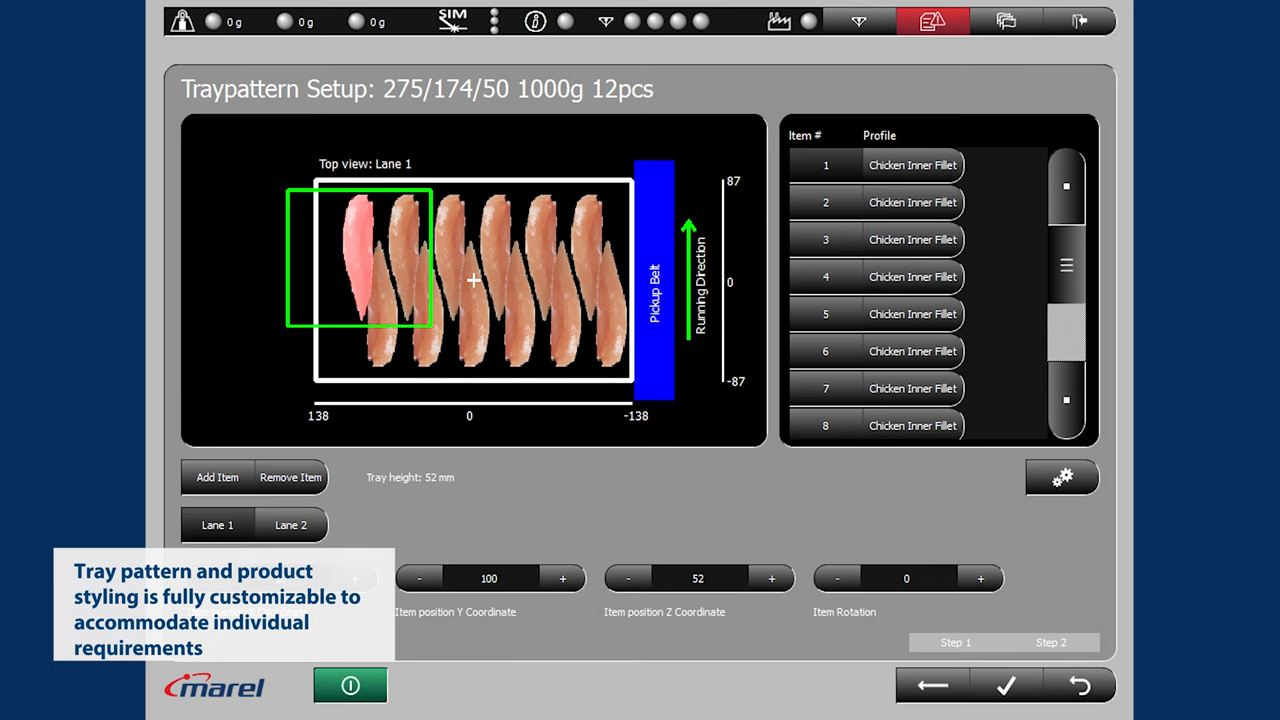 0 g
0 g
0 g
SIM
Traypattern Setup: 275/174/50 1000g 12pcs
Top view: Lane 1
Pickup Belt
Running Direction
87
0
-87
138
0
-138
Item #
Profile
1
Chicken Inner Fillet
2
Chicken Inner Fillet
3
Chicken Inner Fillet
4
Chicken Inner Fillet
5
Chicken Inner Fillet
6
Chicken Inner Fillet
7
Chicken Inner Fillet
8
Chicken Inner Fillet
Add Item
Remove Item
Tray height: 52 mm
Lane 1
Lane 2
Tray pattern and product
styling is fully customizable to
accommodate individual
requirements
-
100
+
Item position Y Coordinate
-
52
+
Item position Z Coordinate
-
0
+
Item Rotation
Step 1
Step 2
marel